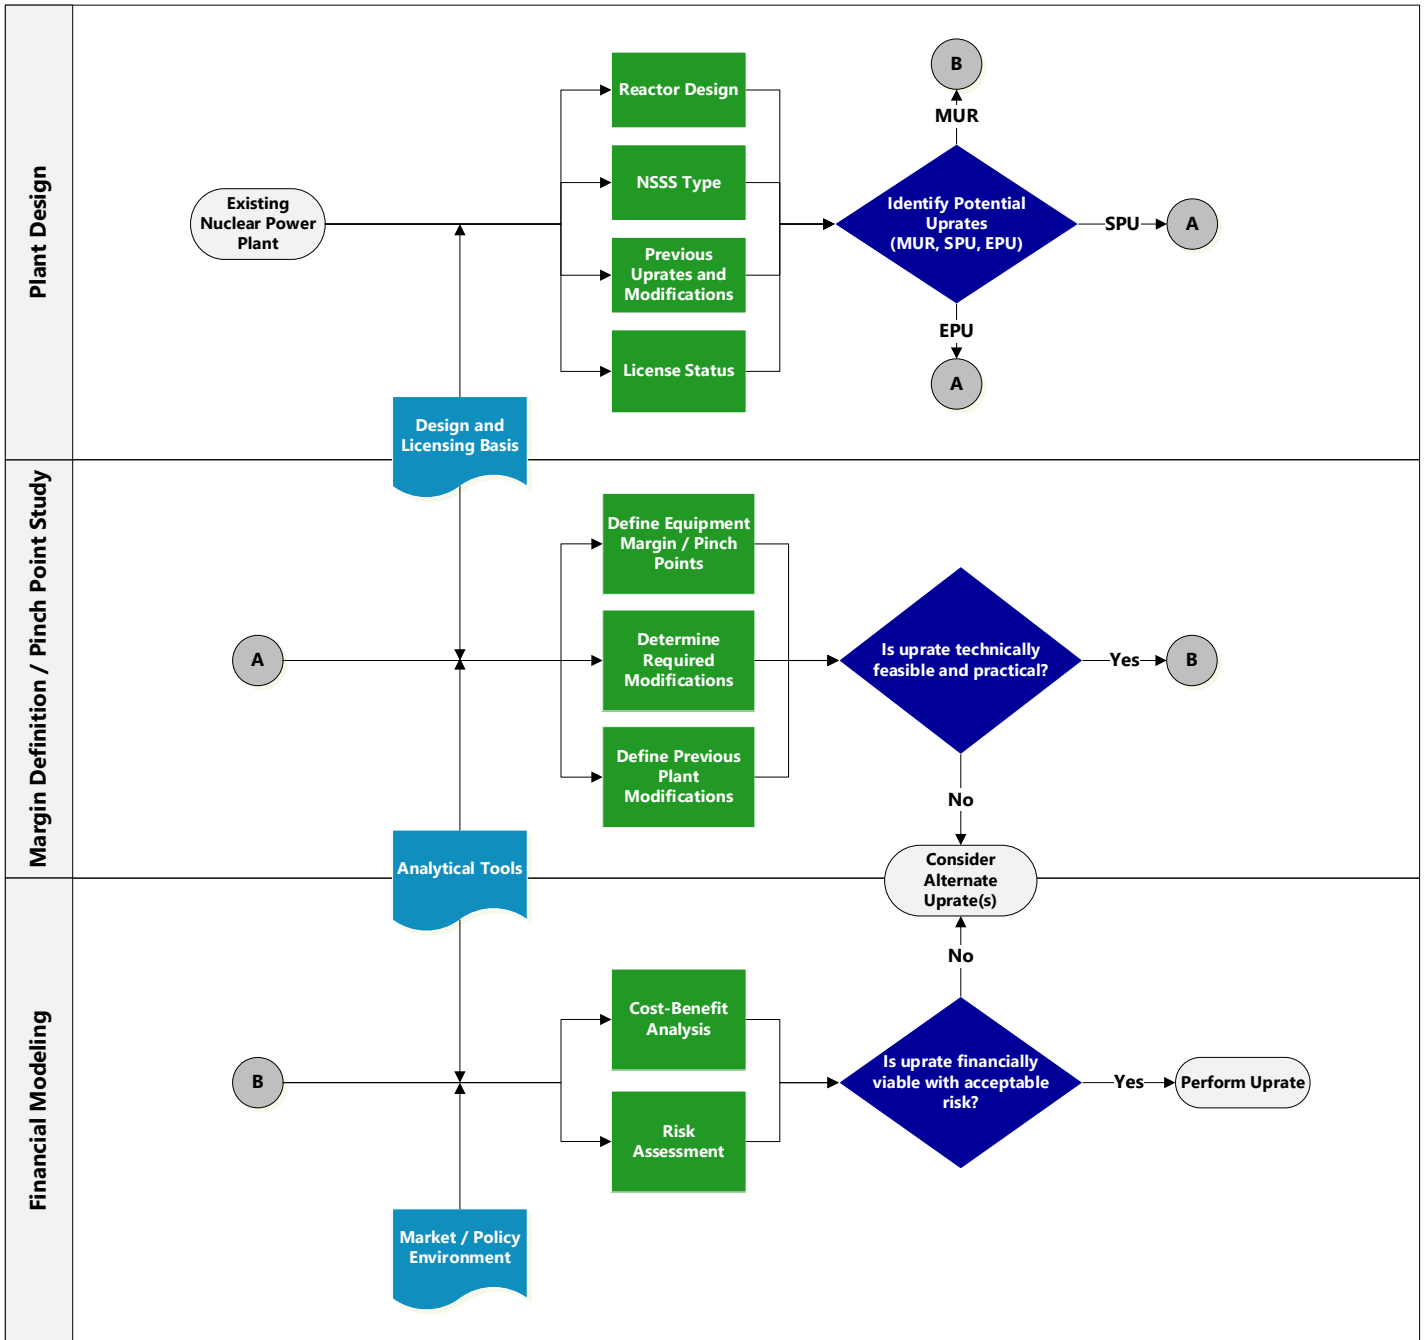 Plant Design
Existing
Nuclear Power
Plant
Reactor Design
NSSS Type
Previous
Uprates and
Modifications
License Status
B
MUR
Identify Potential
Uprates
(MUR, SPU, EPU)
SPU
A
EPU
A
Design and
Licensing Basis
Margin Definition / Pinch Point Study
A
Define Equipment
Margin / Pinch
Points
Determine
Required
Modifications
Define Previous
Plant
Modifications
Is uprate technically
feasible and practical?
Yes
B
No
Consider
Alternate
Uprate(s)
Analytical Tools
Financial Modeling
B
Cost-Benefit
Analysis
Risk
Assessment
No
Is uprate financially
viable with acceptable
risk?
Yes
Perform Uprate
Market / Policy
Environment